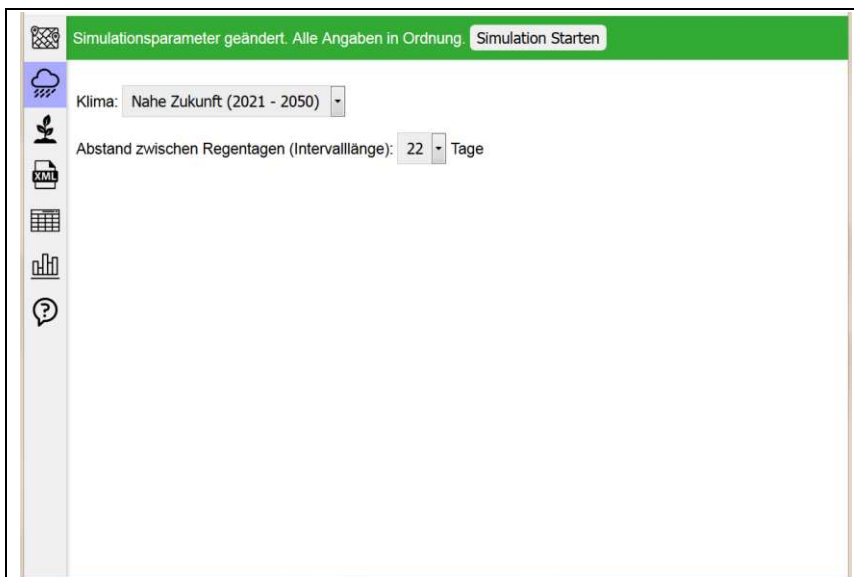 Simulationsparameter geändert. Alle Angaben in Ordnung. Simulation Starten
Klima: Nahe Zukunft (2021 - 2050)
Abstand zwischen Regentagen (Intervalllänge): 22 Tage
XML
?